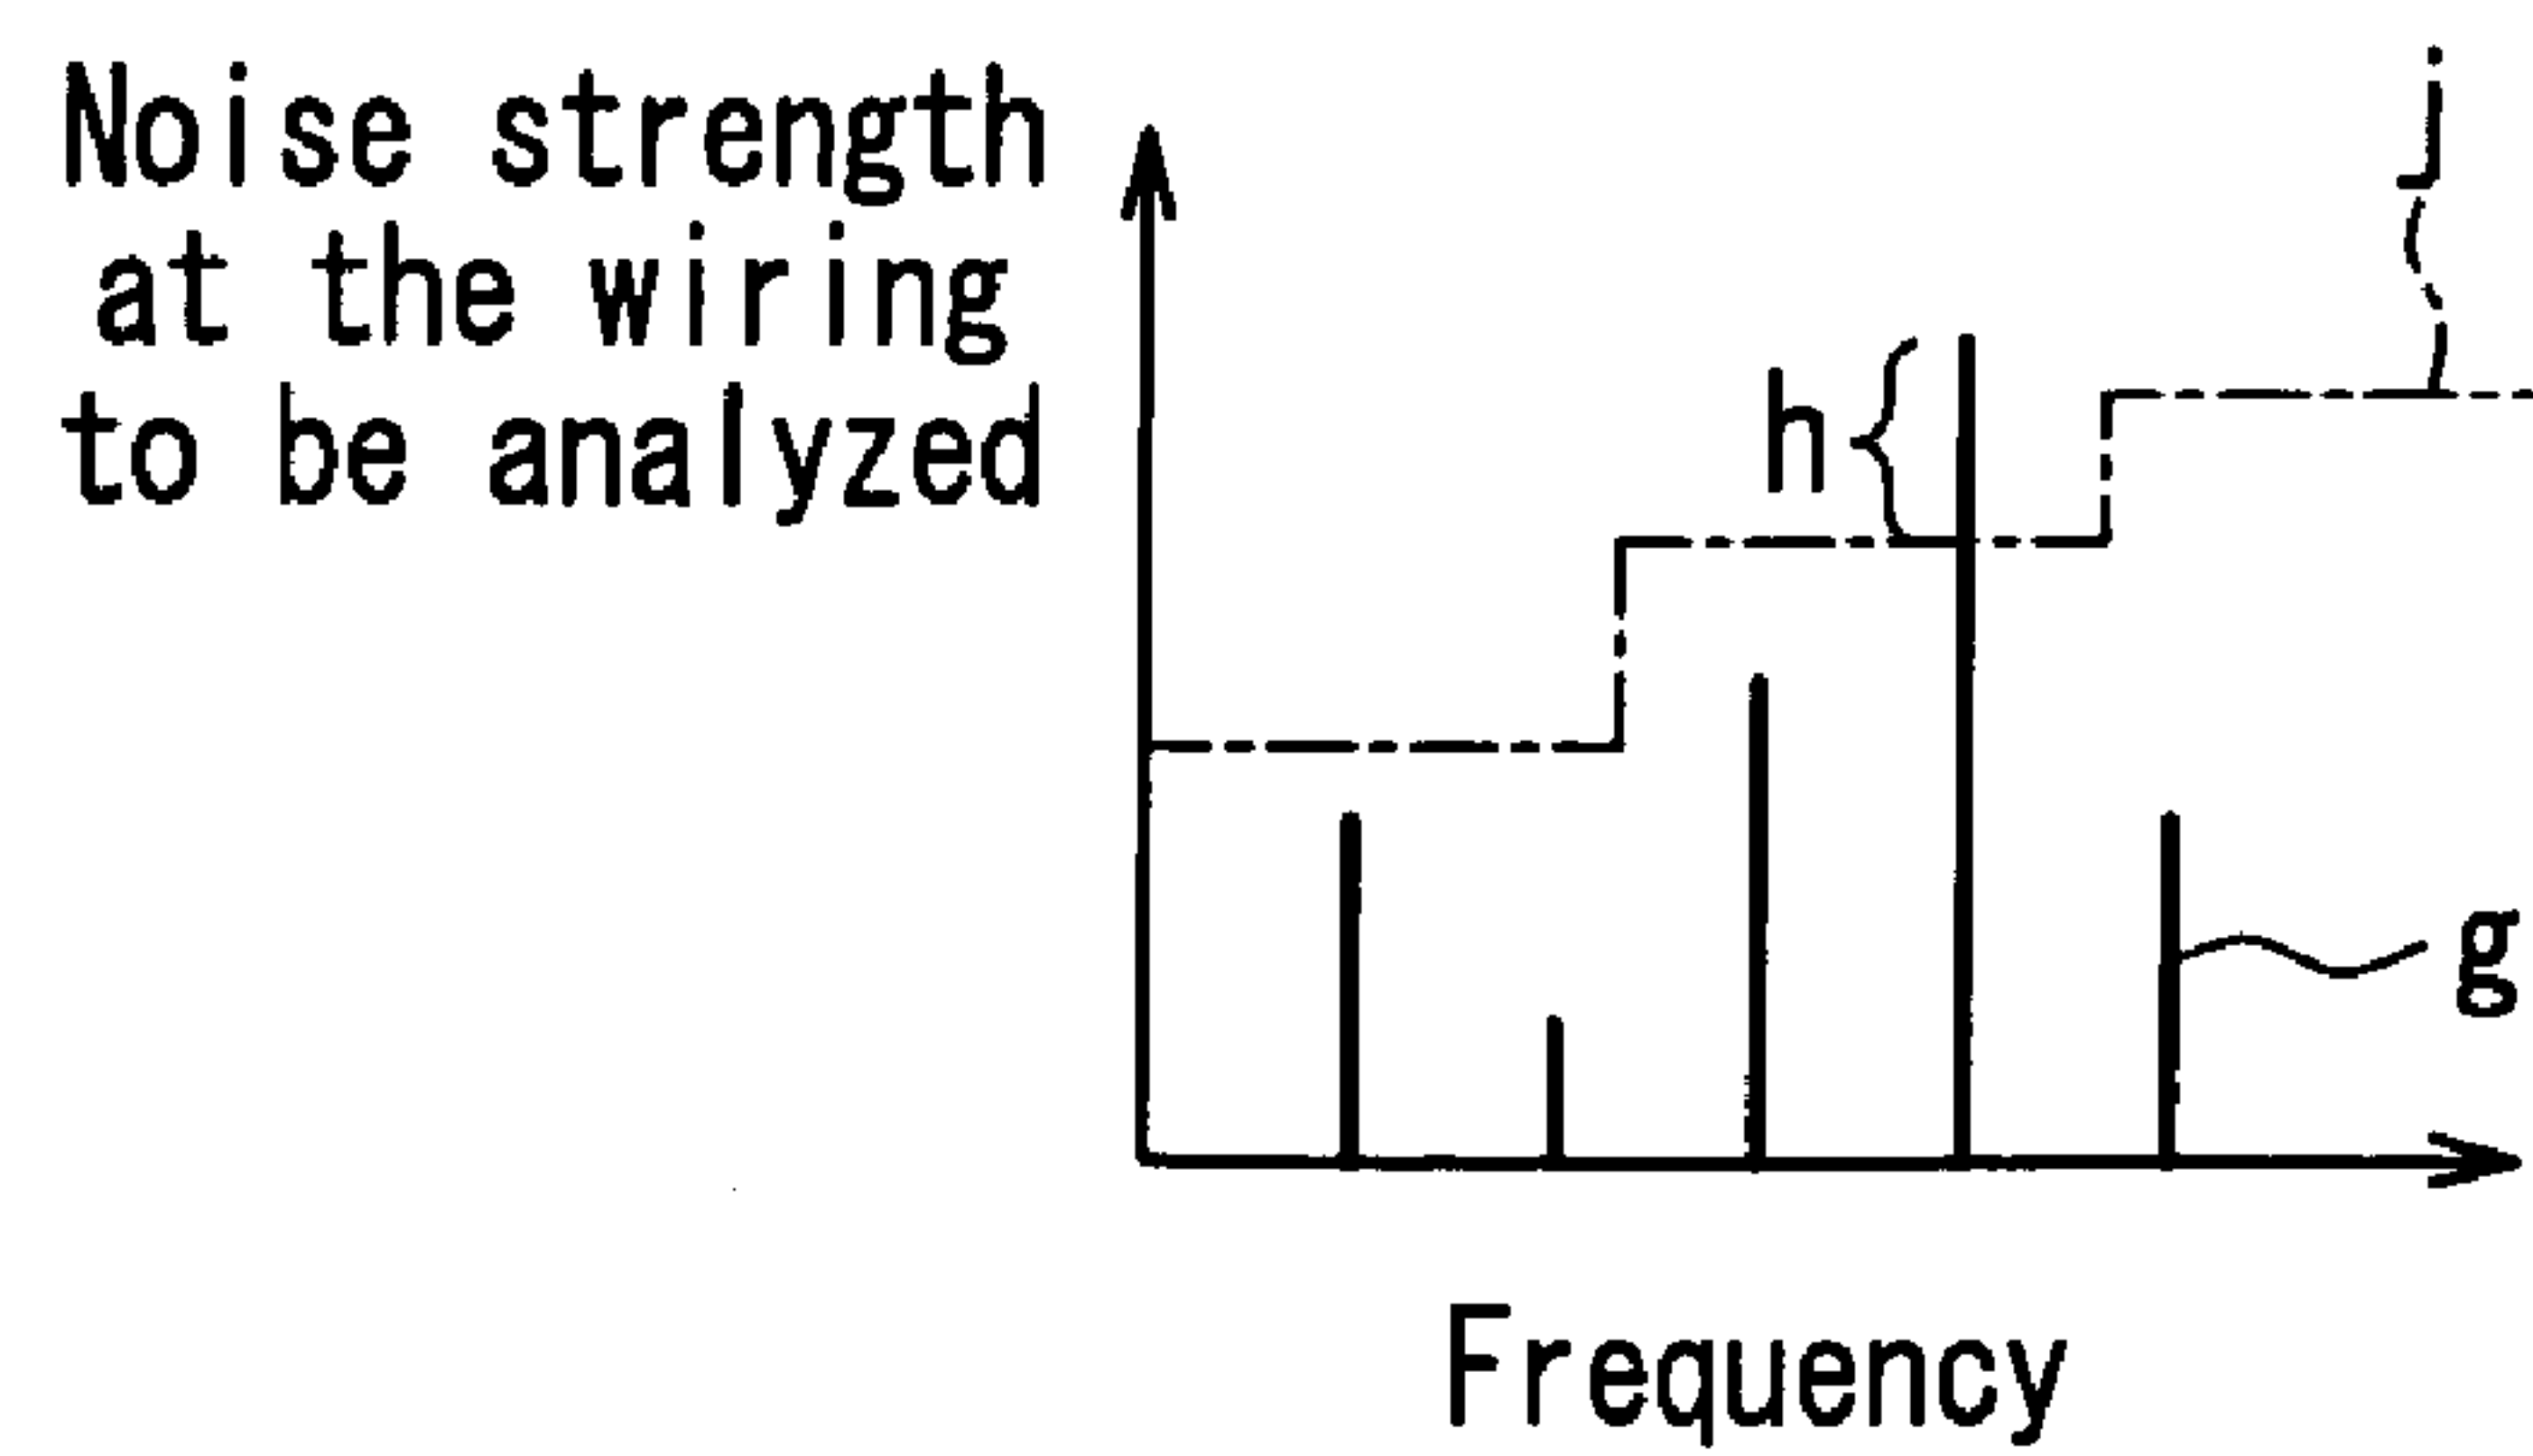 Noise strength
at the wiring
to be analyzed
j
h
g
Frequency